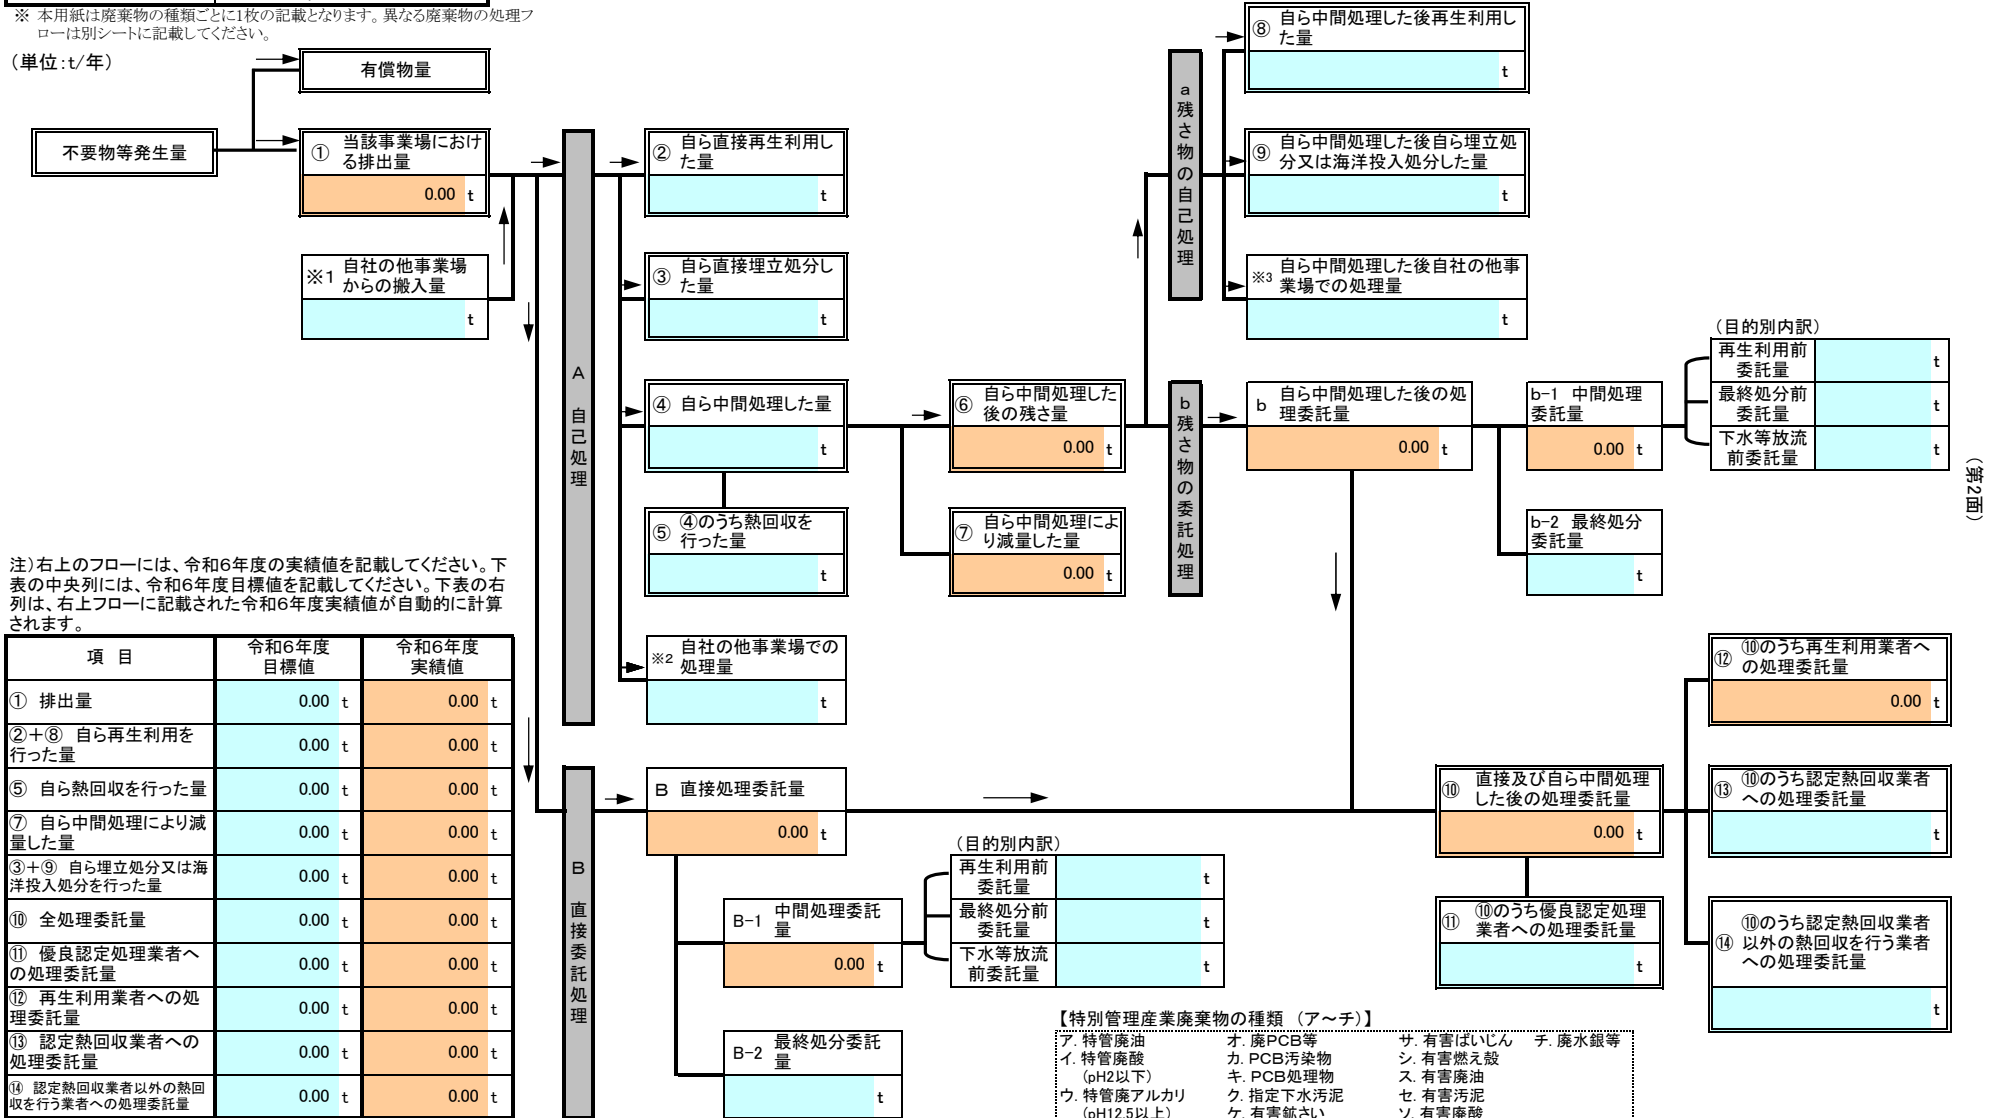 ※ 本用紙は廃棄物の種類ごとに1枚の記載となります。異なる廃棄物の処理フ
ローは別シートに記載してください。
(単位:t/年)
有償物量
不要物等発生量
① 当該事業場におけ
る排出量
0.00 t
※1 自社の他事業場
からの搬入量
t
A 自己処理
② 自ら直接再生利用し
た量
t
③ 自ら直接埋立処分し
た量
t
④ 自ら中間処理した量
t
⑤ ④のうち熱回収を
行った量
t
※2 自社の他事業場での
処理量
t
⑥ 自ら中間処理した
後の残さ量
0.00 t
⑦ 自ら中間処理によ
り減量した量
0.00 t
a 残さ物の自己処理
⑧ 自ら中間処理した後再生利用し
た量
t
⑨ 自ら中間処理した後自ら埋立処
分又は海洋投入処分した量
t
※3 自ら中間処理した後自社の他事
業場での処理量
t
b 残さ物の委託処理
b 自ら中間処理した後の処
理委託量
0.00 t
b-1 中間処理
委託量
0.00 t
(目的別内訳)
再生利用前
委託量
t
最終処分前
委託量
t
下水等放流
前委託量
t
b-2 最終処分
委託量
t
(第2面)
注)右上のフローには、令和6年度の実績値を記載してください。下
表の中央列には、令和6年度目標値を記載してください。下表の右
列は、右上フローに記載された令和6年度実績値が自動的に計算
されます。
項 目
令和6年度
目標値
令和6年度
実績値
① 排出量 0.00 t 0.00 t
②+⑧ 自ら再生利用を
行った量 0.00 t 0.00 t
⑤ 自ら熱回収を行った量 0.00 t 0.00 t
⑦ 自ら中間処理により減
量した量 0.00 t 0.00 t
③+⑨ 自ら埋立処分又は海
洋投入処分を行った量 0.00 t 0.00 t
⑩ 全処理委託量 0.00 t 0.00 t
⑪ 優良認定処理業者へ
の処理委託量 0.00 t 0.00 t
⑫ 再生利用業者への処
理委託量 0.00 t 0.00 t
⑬ 認定熱回収業者への
処理委託量 0.00 t 0.00 t
⑭ 認定熱回収業者以外の熱回
収を行う業者への処理委託量 0.00 t 0.00 t
B 直接委託処理
B 直接処理委託量
0.00 t
B-1 中間処理委託
量
0.00 t
(目的別内訳)
再生利用前
委託量
t
最終処分前
委託量
t
下水等放流
前委託量
t
B-2 最終処分委託
量
t
⑩ 直接及び自ら中間処理
した後の処理委託量
0.00 t
⑪ ⑩のうち優良認定処理
業者への処理委託量
t
⑫ ⑩のうち再生利用業者へ
の処理委託量
0.00 t
⑬ ⑩のうち認定熱回収業者
への処理委託量
t
⑭ ⑩のうち認定熱回収業者
以外の熱回収を行う業者
への処理委託量
t
【特別管理産業廃棄物の種類 (ア~チ)】
ア. 特管廃油 オ. 廃PCB等 サ. 有害ばいじん チ. 廃水銀等
イ. 特管廃酸 カ. PCB汚染物 シ. 有害燃え殻
(pH2以下) キ. PCB処理物 ス. 有害廃油
ウ. 特管廃アルカリ ク. 指定下水汚泥 セ. 有害汚泥
(pH12.5以上) ケ. 有害鉱さい ソ. 有害廃酸